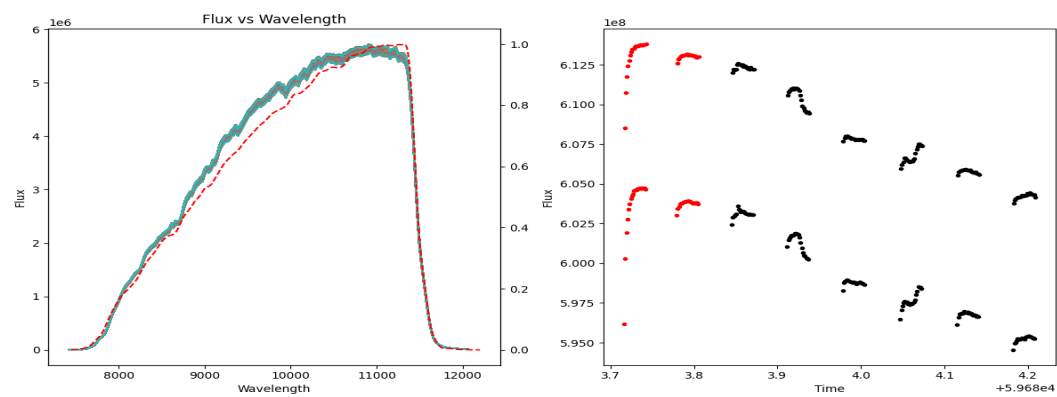 Flux vs Wavelength
1e6
6
5
4
3
2
1
0
Flux
1.0
0.8
0.6
0.4
0.2
0.0
8000 9000 10000 11000 12000
Wavelength
1e8
6.125
6.100
6.075
6.050
6.025
6.000
5.975
5.950
Flux
Flux
3.7 3.8 3.9 4.0 4.1 4.2
+5.968e4
Time